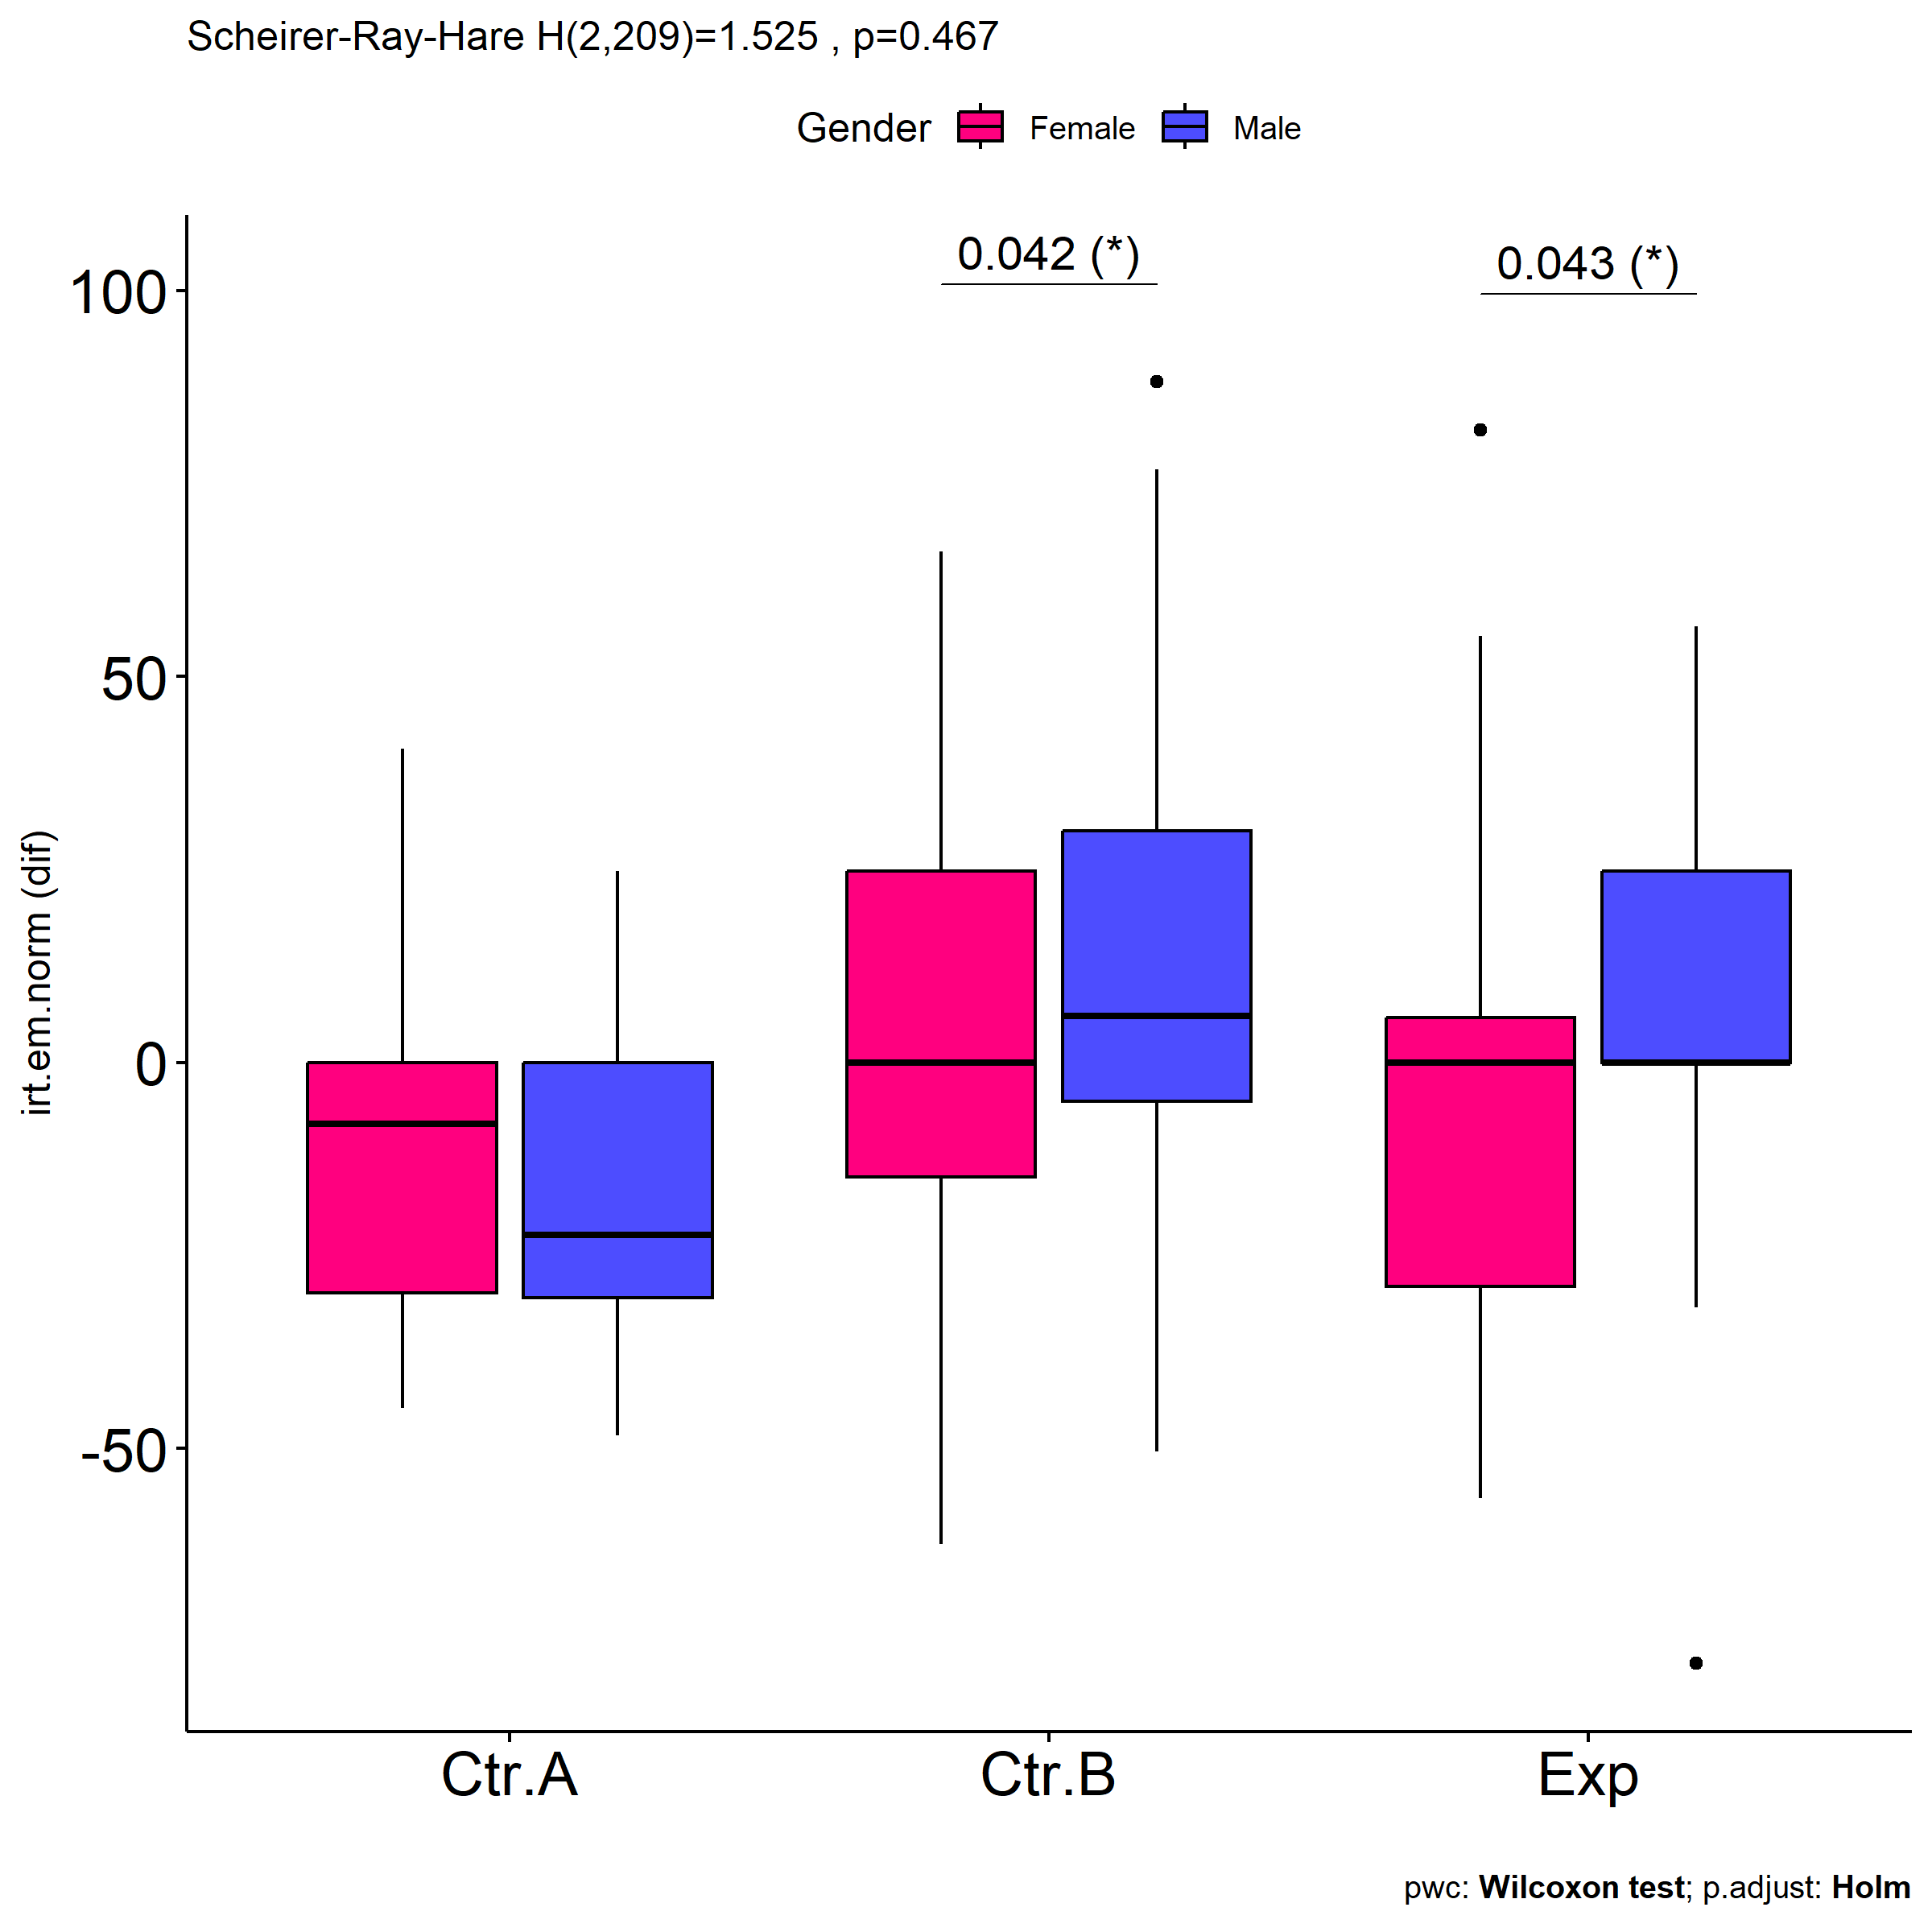 Scheirer-Ray-Hare H(2,209)=1.525 , p=0.467
Gender Female Male
0.042 (*)
0.043 (*)
100
50
0
-50
irt.em.norm (dif)
Ctr.A Ctr.B Exp
pwc: Wilcoxon test; p.adjust: Holm